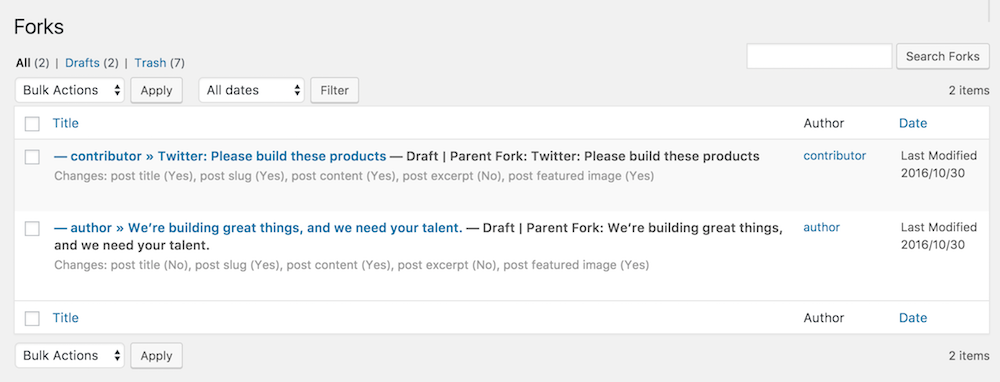 Forks
All (2) | Drafts (2) | Trash (7)
Search Forks
Bulk Actions Apply All dates Filter 2 items
Title Author Date
— contributor » Twitter: Please build these products — Draft | Parent Fork: Twitter: Please build these products contributor Last Modified
Changes: post title (Yes), post slug (Yes), post content (Yes), post excerpt (No), post featured image (Yes) 2016/10/30
— author » We’re building great things, and we need your talent. — Draft | Parent Fork: We’re building great things, author Last Modified
and we need your talent. 2016/10/30
Changes: post title (No), post slug (Yes), post content (Yes), post excerpt (No), post featured image (Yes)
Title Author Date
Bulk Actions Apply 2 items